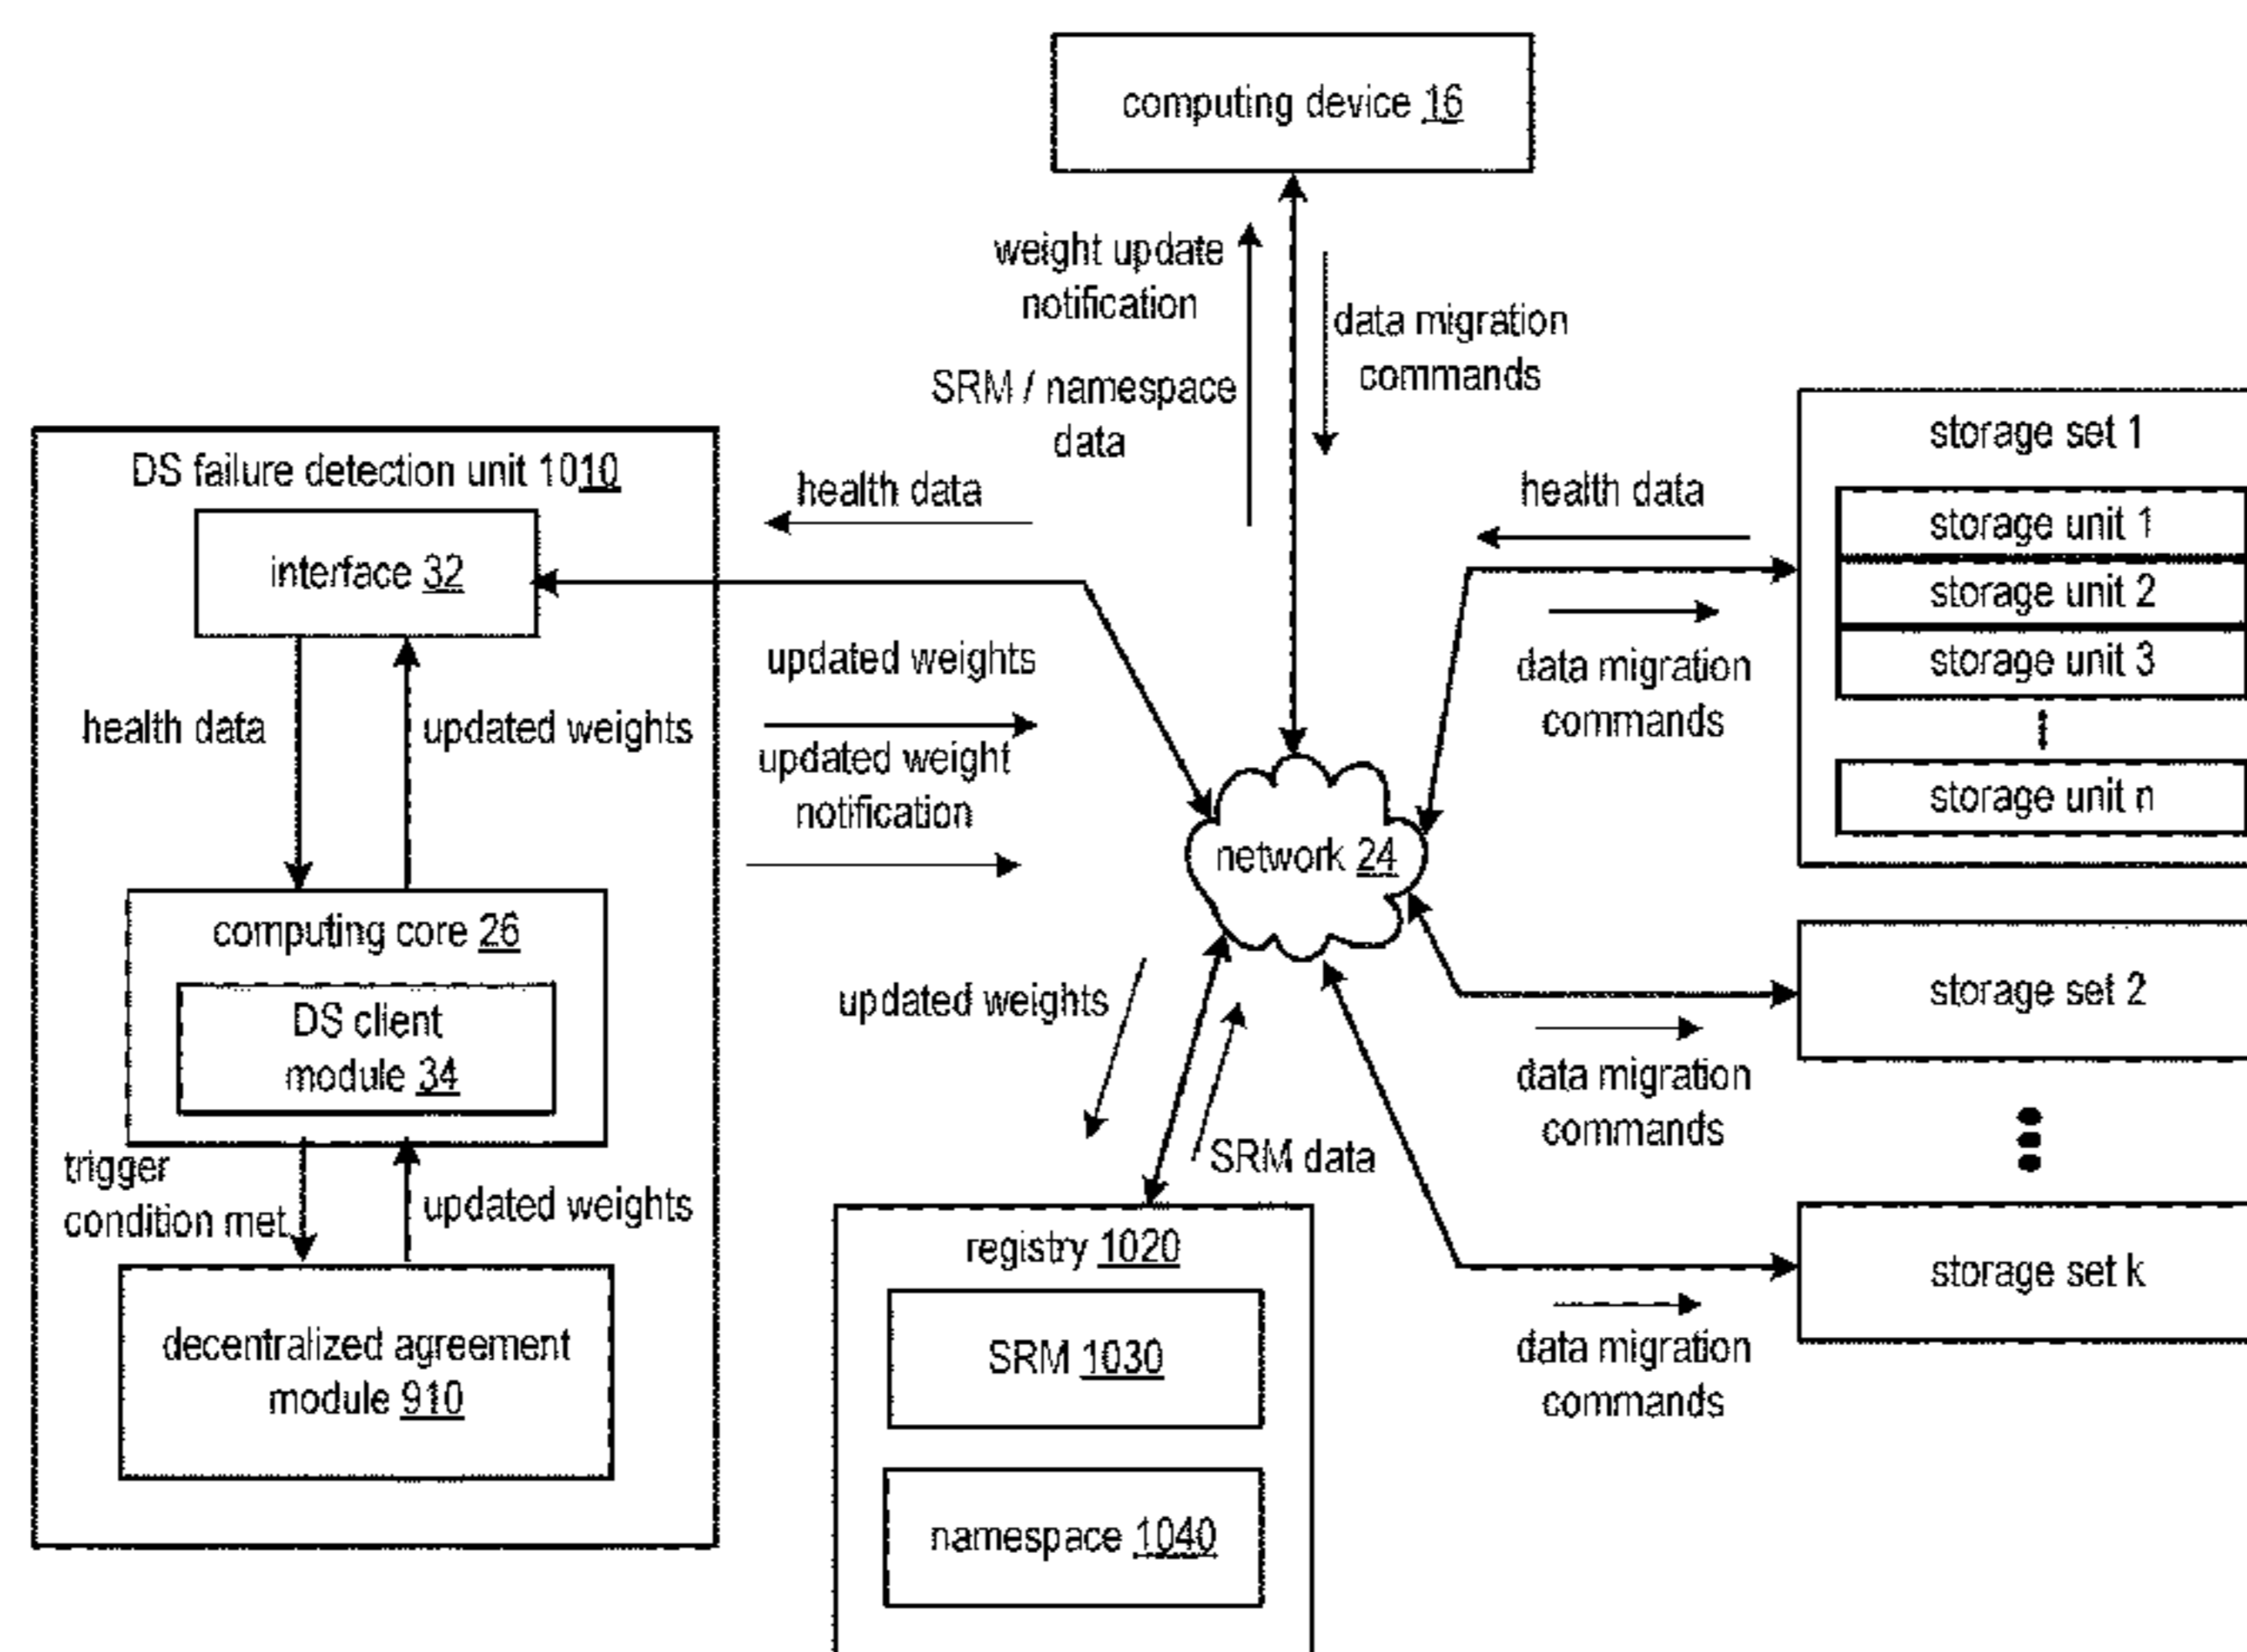 computing device 16
weight update
notification
SRM / namespace
data
data migration
commands
DS failure detection unit 1010
interface 32
health data
updated weights
computing core 26
DS client
module 34
trigger
condition met
updated weights
decentralized agreement
module 910
health data
updated weights
updated weight
notification
network 24
updated weights
SRM data
registry 1020
SRM 1030
namespace 1040
health data
data migration
commands
storage set 1
storage unit 1
storage unit 2
storage unit 3
storage unit n
storage set 2
data migration
commands
storage set k
data migration
commands